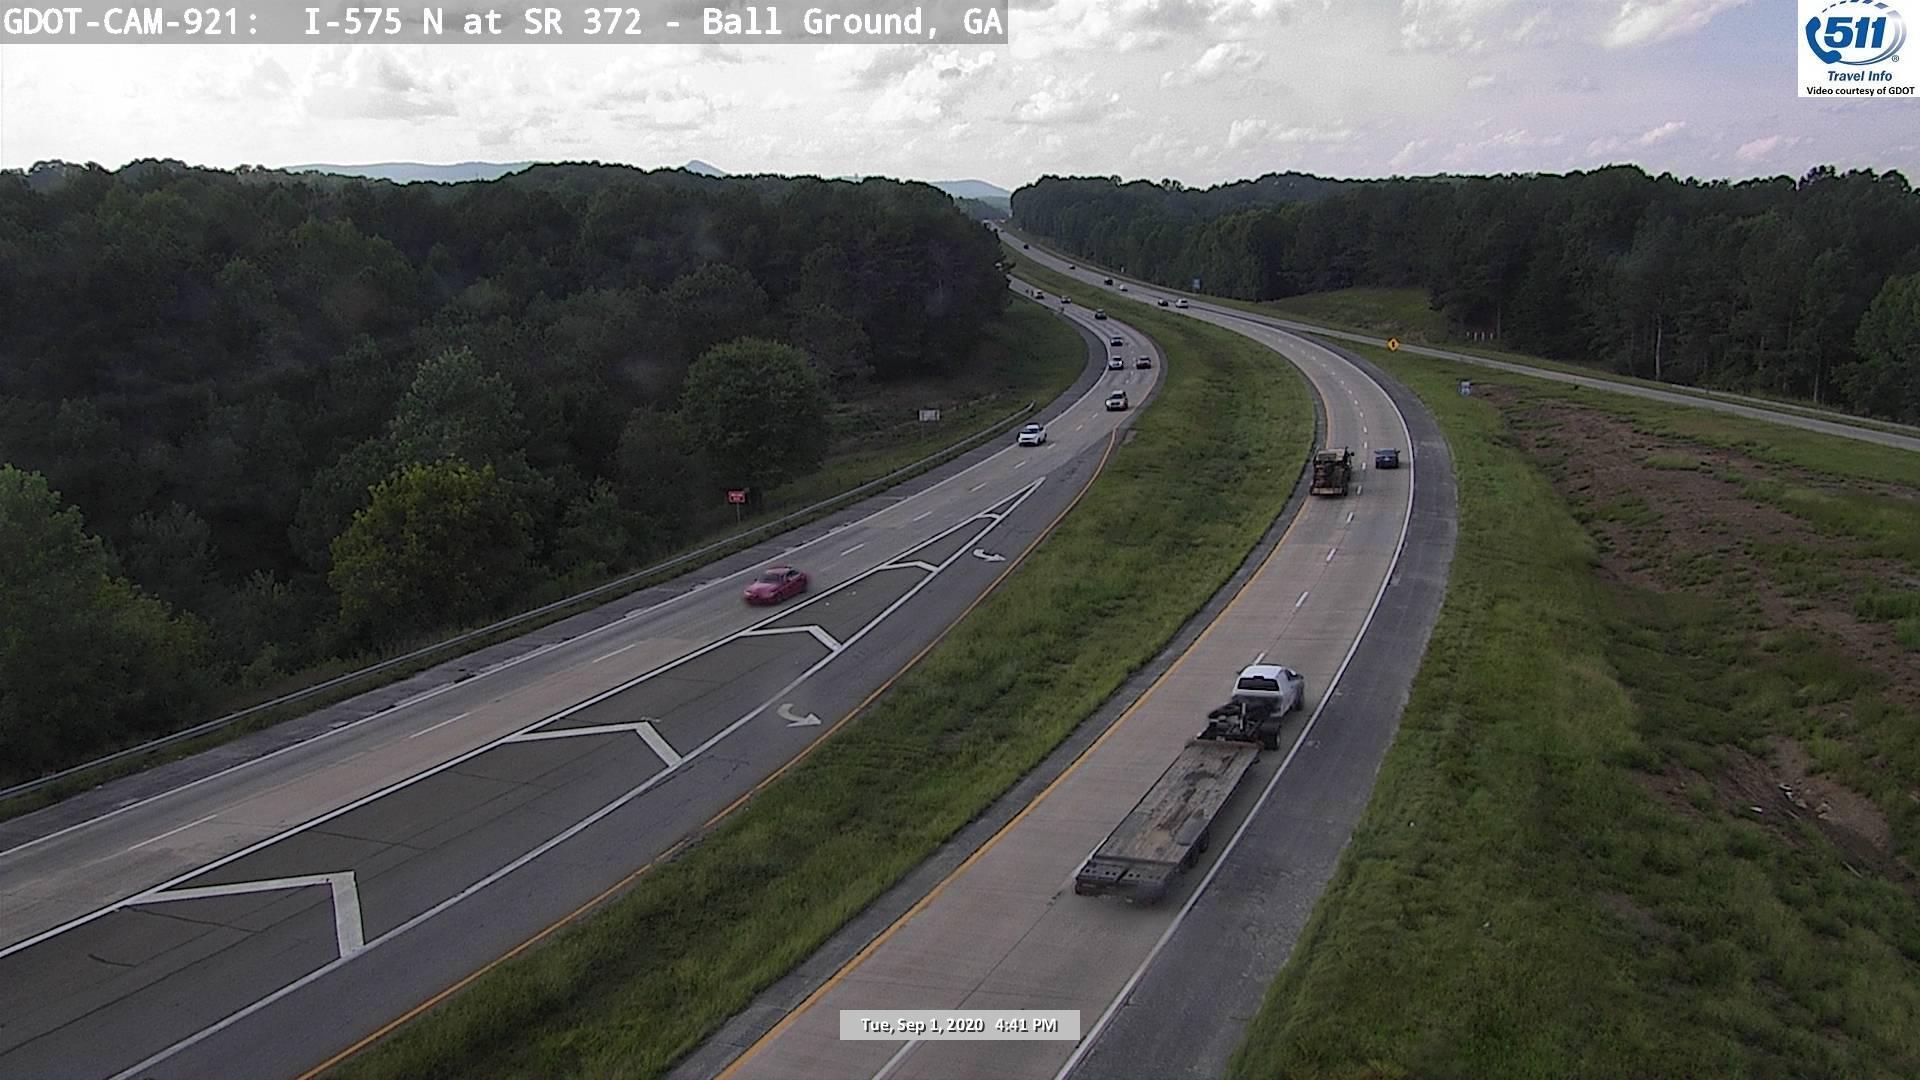 GDOT-CAM-921: I-575 N at SR 372 - Ball Ground, GA
511
Travel Info
Video courtesy of GDOT
Tue, Sep 1, 2020 4:41 PM